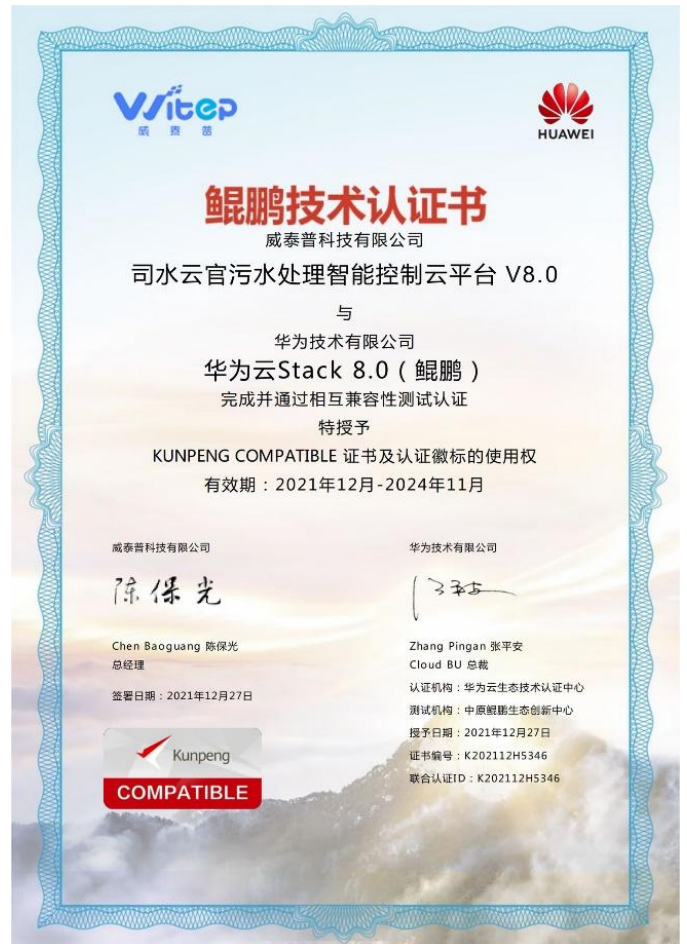 Witep
威泰普
HUAWEI
鲲鹏技术认证书
威泰普科技有限公司
司水云官污水处理智能控制云平台 V8.0
与
华为技术有限公司
华为云Stack 8.0（鲲鹏）
完成并通过相互兼容性测试认证
特授予
KUNPENG COMPATIBLE 证书及认证徽标的使用权
有效期：2021年12月-2024年11月
威泰普科技有限公司
陈保光
Chen Baoguang 陈保光
总经理
签署日期：2021年12月27日
Kunpeng
COMPATIBLE
华为技术有限公司
Zhang Pingan 张平安
Cloud BU 总裁
认证机构：华为云生态技术认证中心
测试机构：中原鲲鹏生态创新中心
授予日期：2021年12月27日
证书编号：K202112H5346
联合认证ID：K202112H5346